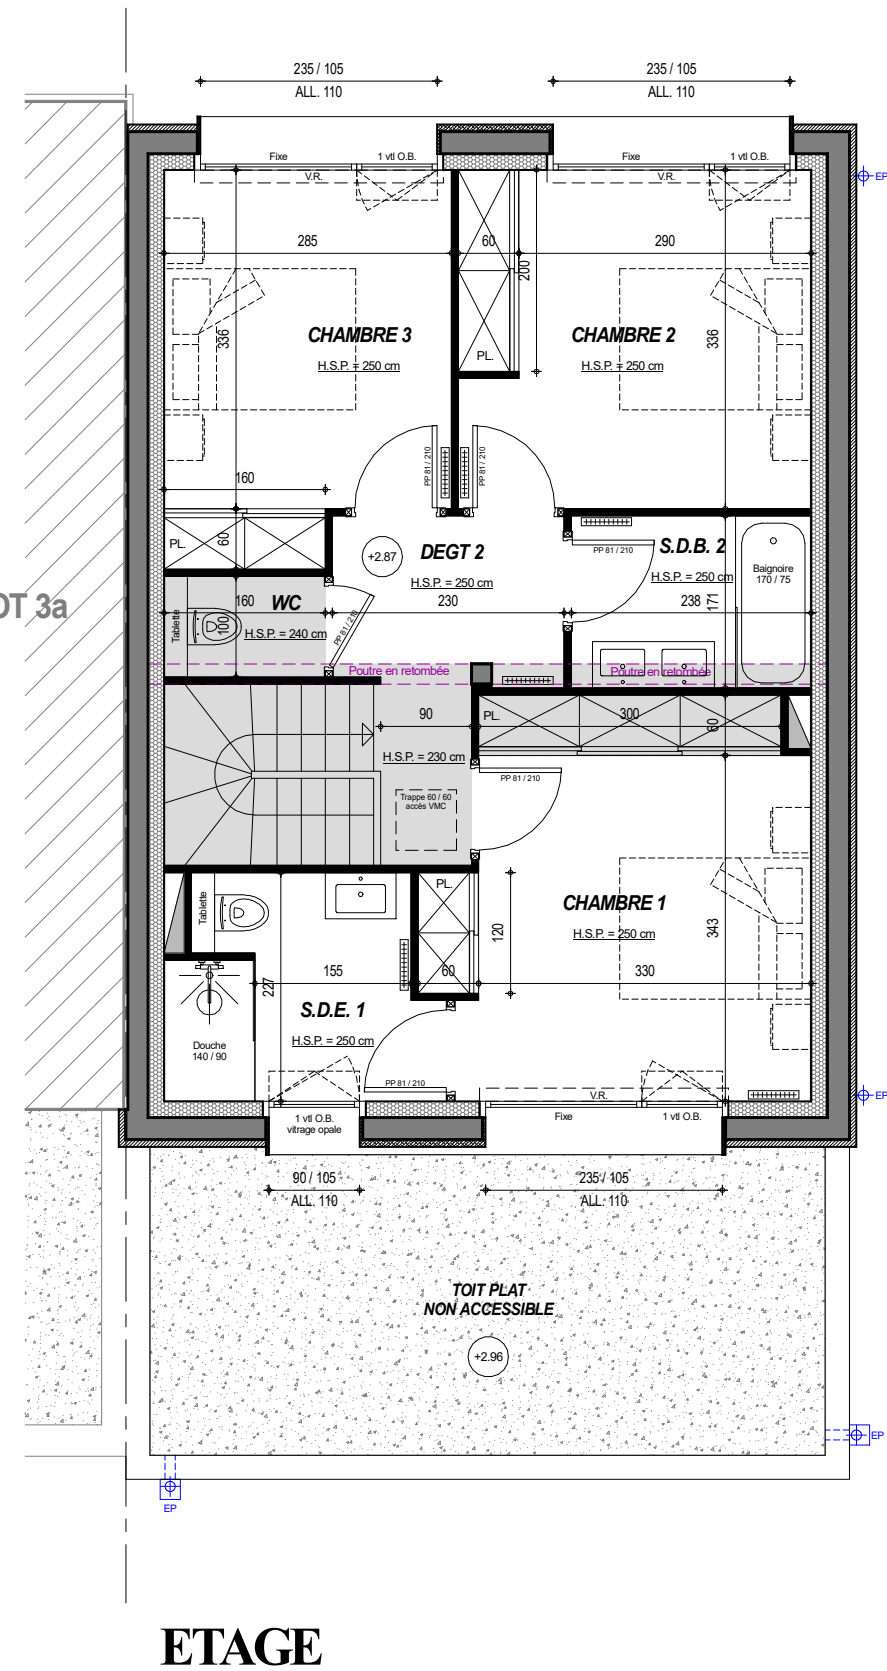 235 / 105
ALL. 110
235 / 105
ALL. 110
Fixe
1 vtl O.B.
V.R.
Fixe
1 vtl O.B.
V.R.
EP
285
60
290
200
336
CHAMBRE 3
H.S.P. = 250 cm
PL.
CHAMBRE 2
H.S.P. = 250 cm
336
160
PP 81 / 210
PP 81 / 210
PL.
60
+2.87
DEGT 2
H.S.P. = 250 cm
230
PP 81 / 210
S.D.B. 2
H.S.P. = 250 cm
238
171
Baignoire
170 / 75
OT 3a
Tablette
160
100
WC
H.S.P. = 240 cm
PP 81 / 210
Poutre en retombée
Poutre en retombée
90
H.S.P. = 230 cm
PL.
300
60
Trappe 60 / 60
accès VMC
PP 81 / 210
Tablette
PL.
120
CHAMBRE 1
H.S.P. = 250 cm
343
155
227
60
330
S.D.E. 1
H.S.P. = 250 cm
Douche
140 / 90
PP 81 / 210
1 vtl O.B.
vitrage opale
V.R.
Fixe
1 vtl O.B.
EP
90 / 105
ALL. 110
235 / 105
ALL. 110
TOIT PLAT
NON ACCESSIBLE
+2.96
EP
EP
ETAGE